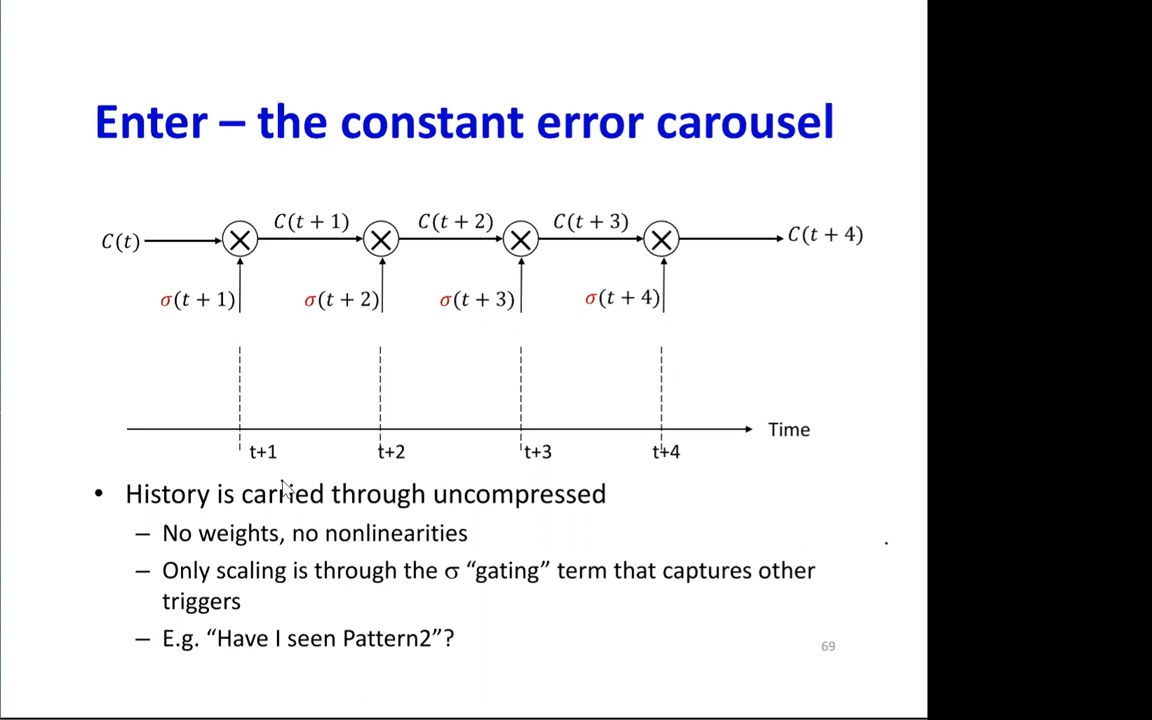 Enter – the constant error carousel
C(t) C(t + 1) C(t + 2) C(t + 3) C(t + 4)
σ(t + 1) σ(t + 2) σ(t + 3) σ(t + 4)
Time
t+1 t+2 t+3 t+4
• History is carried through uncompressed
– No weights, no nonlinearities
– Only scaling is through the σ “gating” term that captures other
triggers
– E.g. “Have I seen Pattern2”?
69